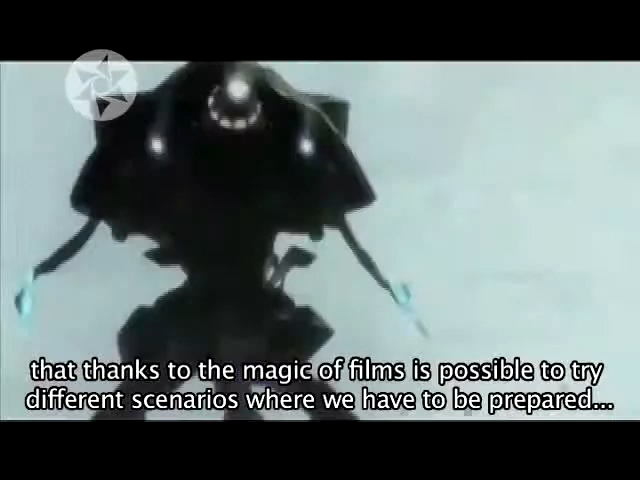 that thanks to the magic of films is possible to try
different scenarios where we have to be prepared...